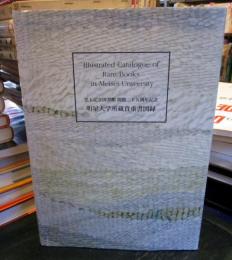 Illustrated Catalogue of
Rare Books
in Meisei University
明星大学所蔵貴重書図録